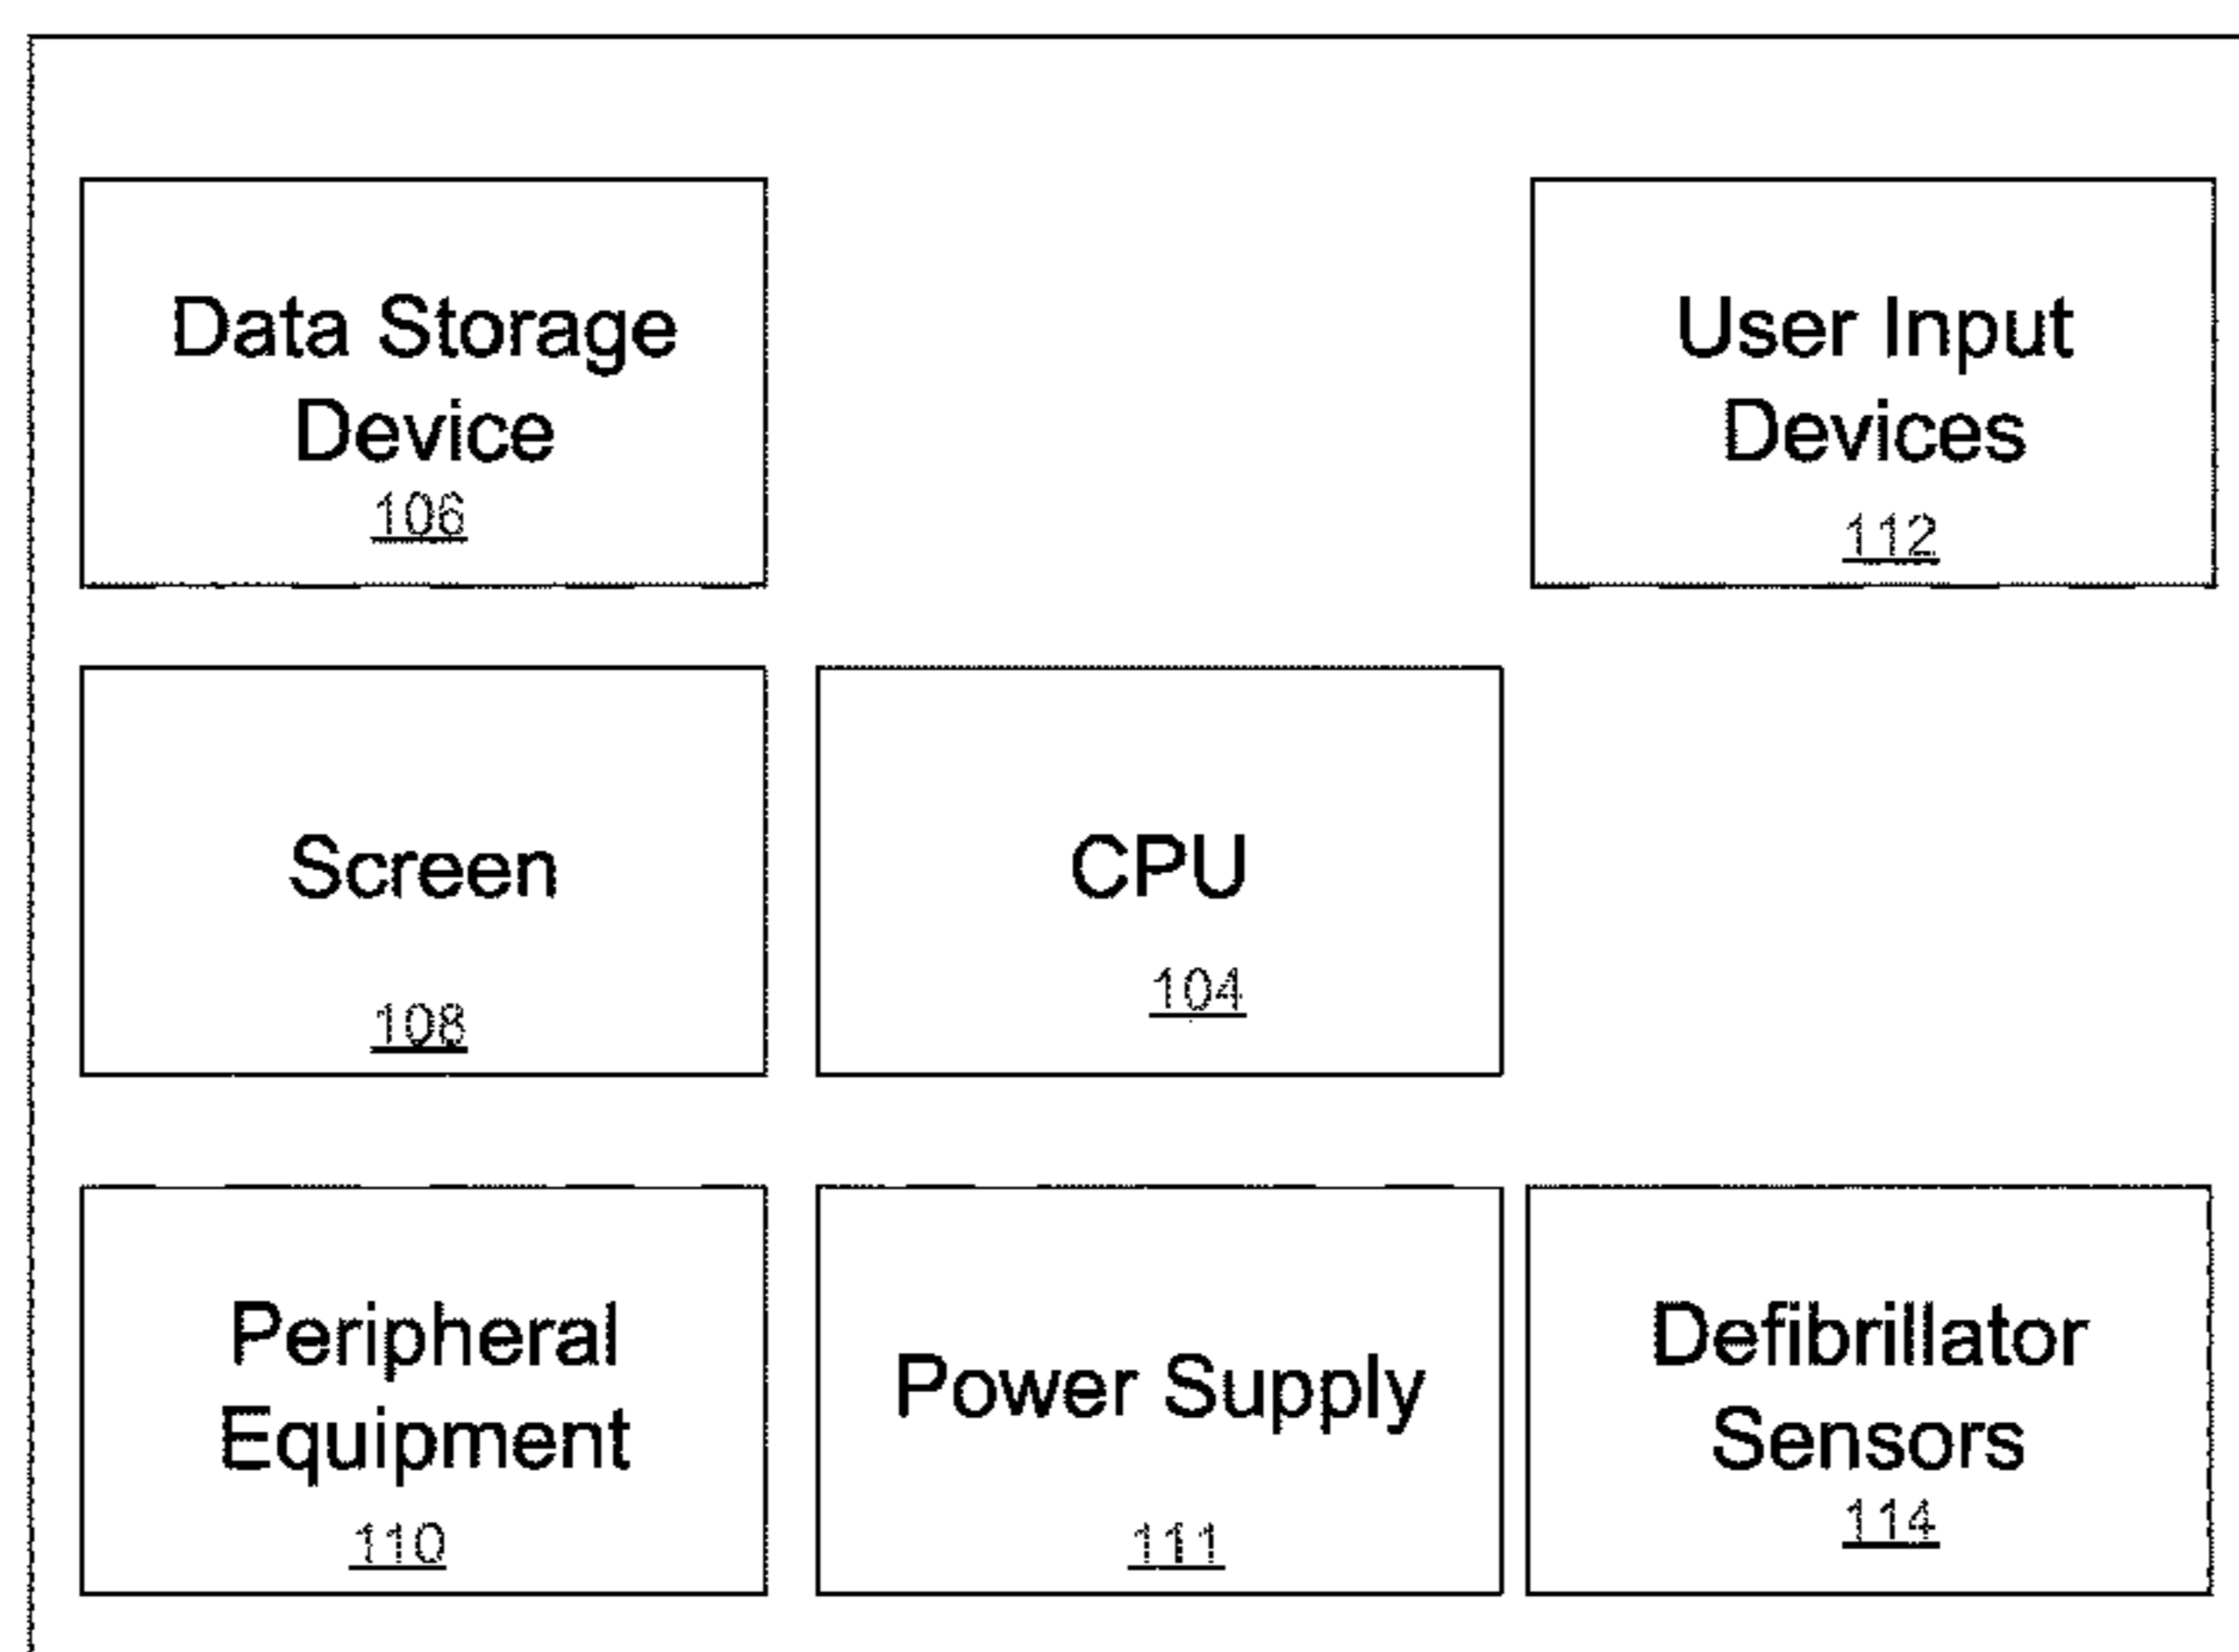 Data Storage
Device
106
User Input
Devices
112
Screen
108
CPU
104
Peripheral
Equipment
110
Power Supply
111
Defibrillator
Sensors
114